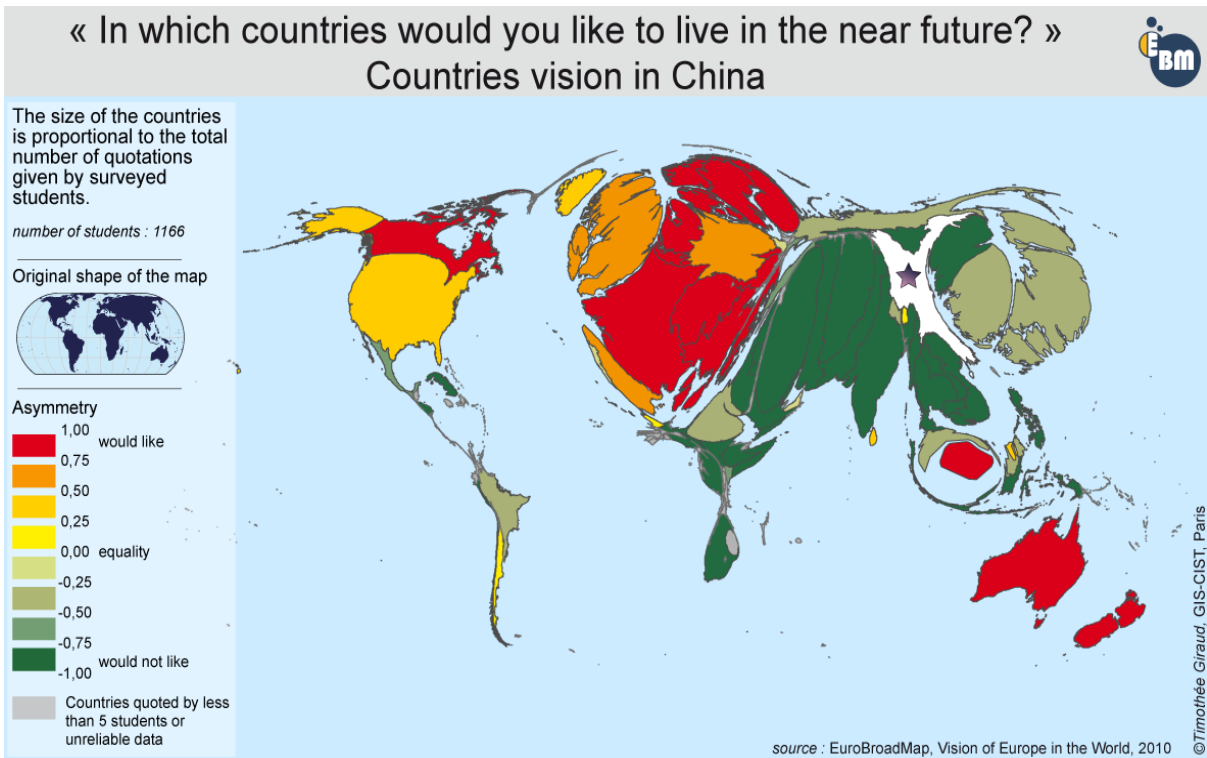 « In which countries would you like to live in the near future? »
Countries vision in China
EBM
The size of the countries
is proportional to the total
number of quotations
given by surveyed
students.
number of students : 1166
Original shape of the map
Asymmetry
1,00
would like
0,75
0,50
0,25
0,00 equality
-0,25
-0,50
-0,75
would not like
-1,00
Countries quoted by less
than 5 students or
unreliable data
source : EuroBroadMap, Vision of Europe in the World, 2010
©Timothée Giraud, GIS-CIST, Paris